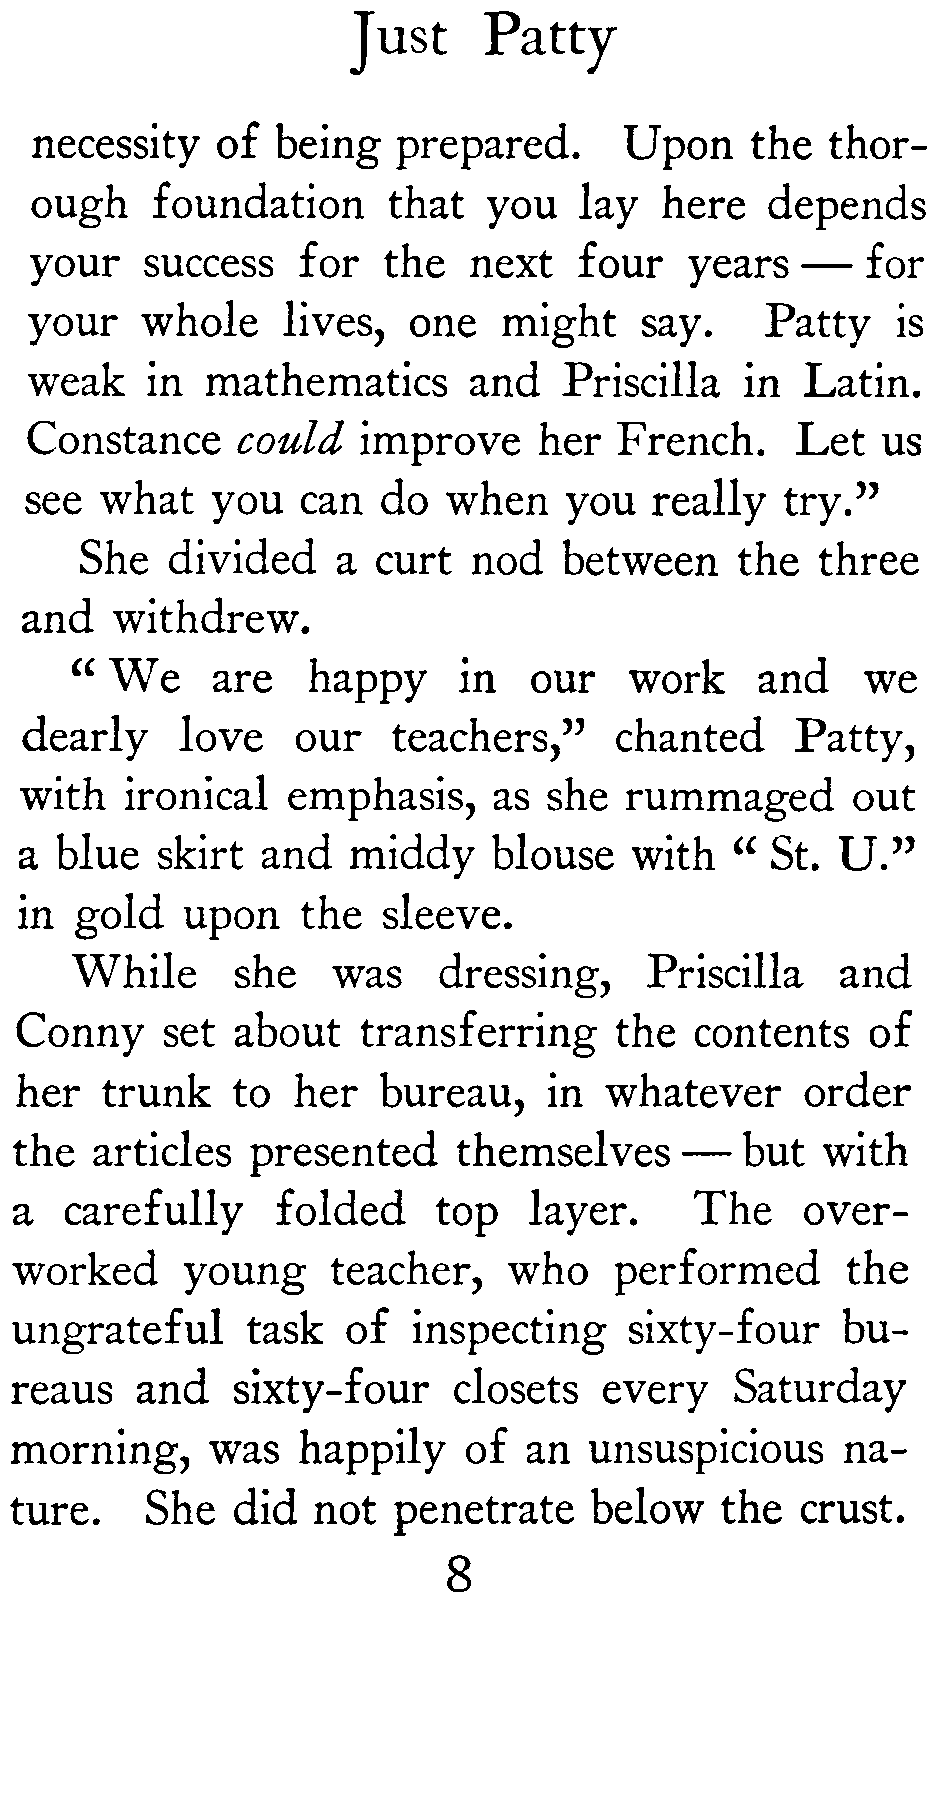 Just Patty
necessity of being prepared. Upon the thor-
ough foundation that you lay here depends
your success for the next four years — for
your whole lives, one might say. Patty is
weak in mathematics and Priscilla in Latin.
Constance could improve her French. Let us
see what you can do when you really try.”
She divided a curt nod between the three
and withdrew.
“ We are happy in our work and we
dearly love our teachers,” chanted Patty,
with ironical emphasis, as she rummaged out
a blue skirt and middy blouse with “ St. U.”
in gold upon the sleeve.
While she was dressing, Priscilla and
Conny set about transferring the contents of
her trunk to her bureau, in whatever order
the articles presented themselves — but with
a carefully folded top layer. The over-
worked young teacher, who performed the
ungrateful task of inspecting sixty-four bu-
reaus and sixty-four closets every Saturday
morning, was happily of an unsuspicious na-
ture. She did not penetrate below the crust.
8